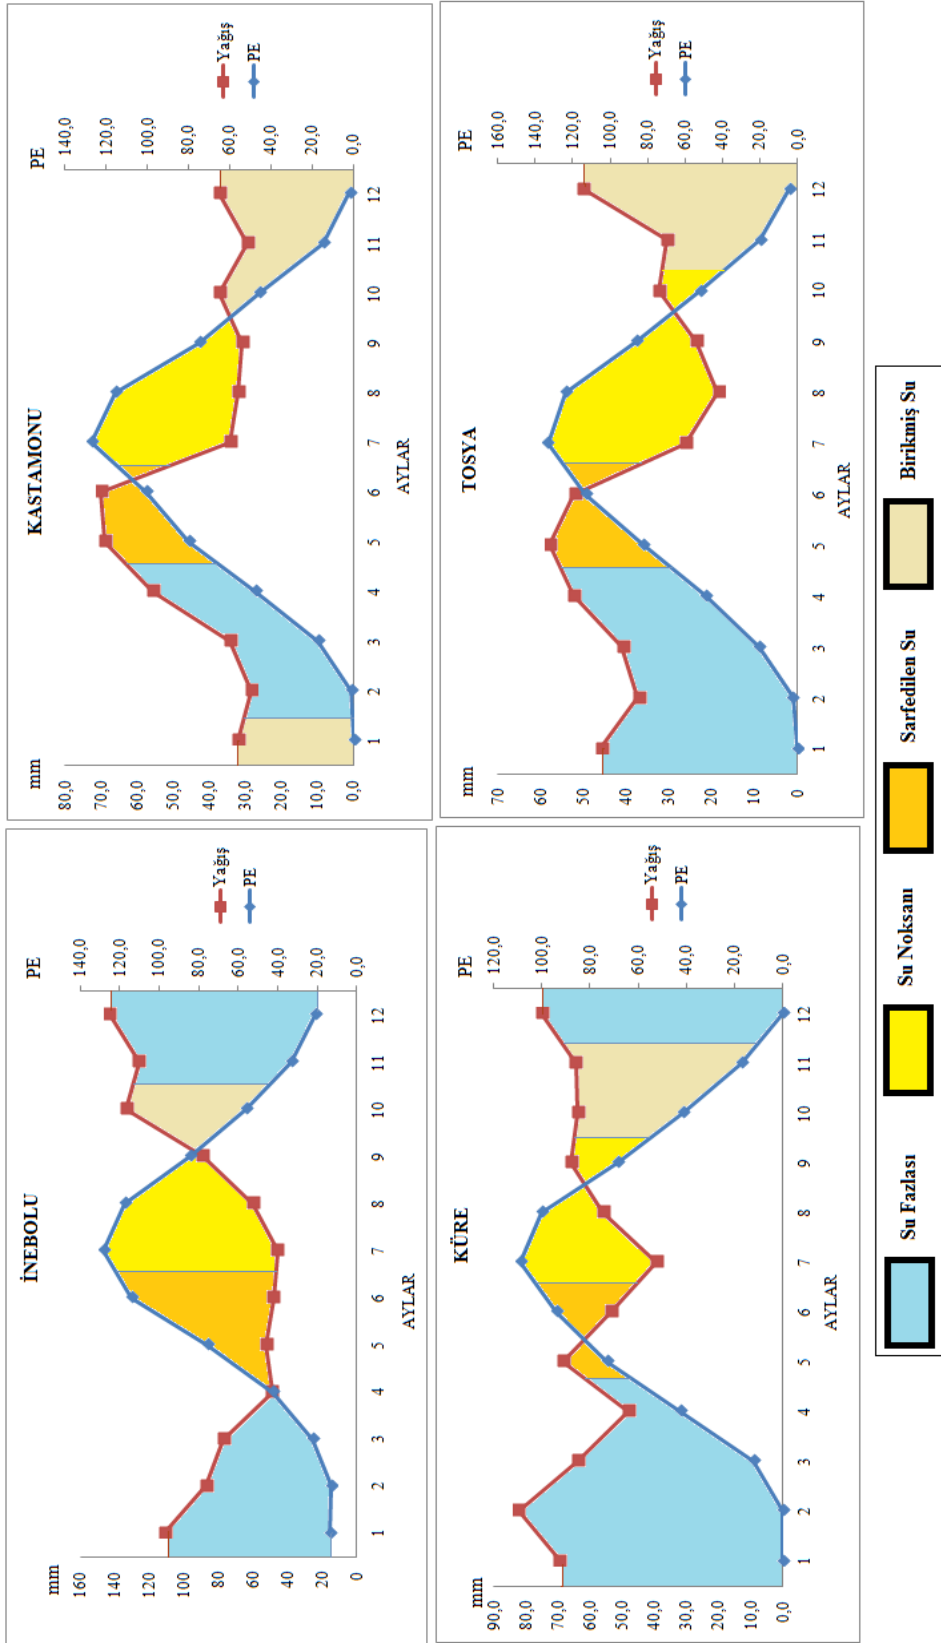 İNEBOLU
mm
PE
160
140
120
100
80
60
40
20
0
140,0
120,0
100,0
80,0
60,0
40,0
20,0
0,0
1 2 3 4 5 6 7 8 9 10 11 12
AYLAR
Yağış
PE
KASTAMONU
mm
PE
80,0
70,0
60,0
50,0
40,0
30,0
20,0
10,0
0,0
140,0
120,0
100,0
80,0
60,0
40,0
20,0
0,0
1 2 3 4 5 6 7 8 9 10 11 12
AYLAR
Yağış
PE
KÜRE
mm
PE
90,0
80,0
70,0
60,0
50,0
40,0
30,0
20,0
10,0
0,0
120,0
100,0
80,0
60,0
40,0
20,0
0,0
1 2 3 4 5 6 7 8 9 10 11 12
AYLAR
Yağış
PE
TOSYA
mm
PE
70
60
50
40
30
20
10
0
160,0
140,0
120,0
100,0
80,0
60,0
40,0
20,0
0,0
1 2 3 4 5 6 7 8 9 10 11 12
AYLAR
Yağış
PE
Su Fazlası Su Noksanı Sarfedilen Su Birikmiş Su